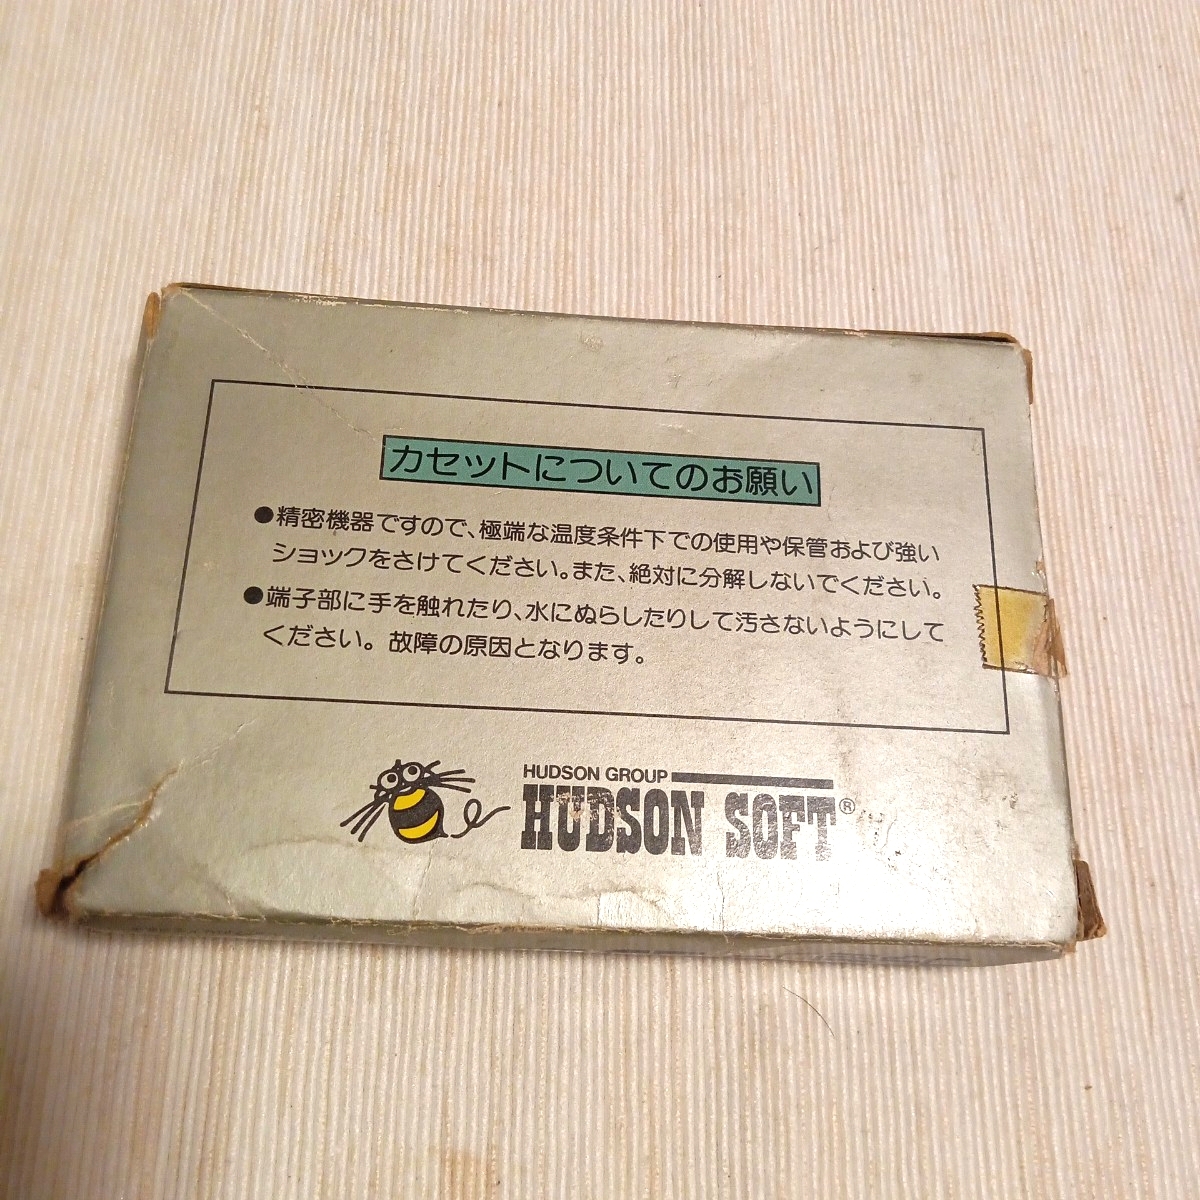 カセットについてのお願い
●精密機器ですので、極端な温度条件下での使用や保管および強い
ショックをさけてください。また、絶対に分解しないでください。
●端子部に手を触れたり、水にぬらしたりして汚さないようにして
ください。故障の原因となります。
HUDSON GROUP
HUDSON SOFT®